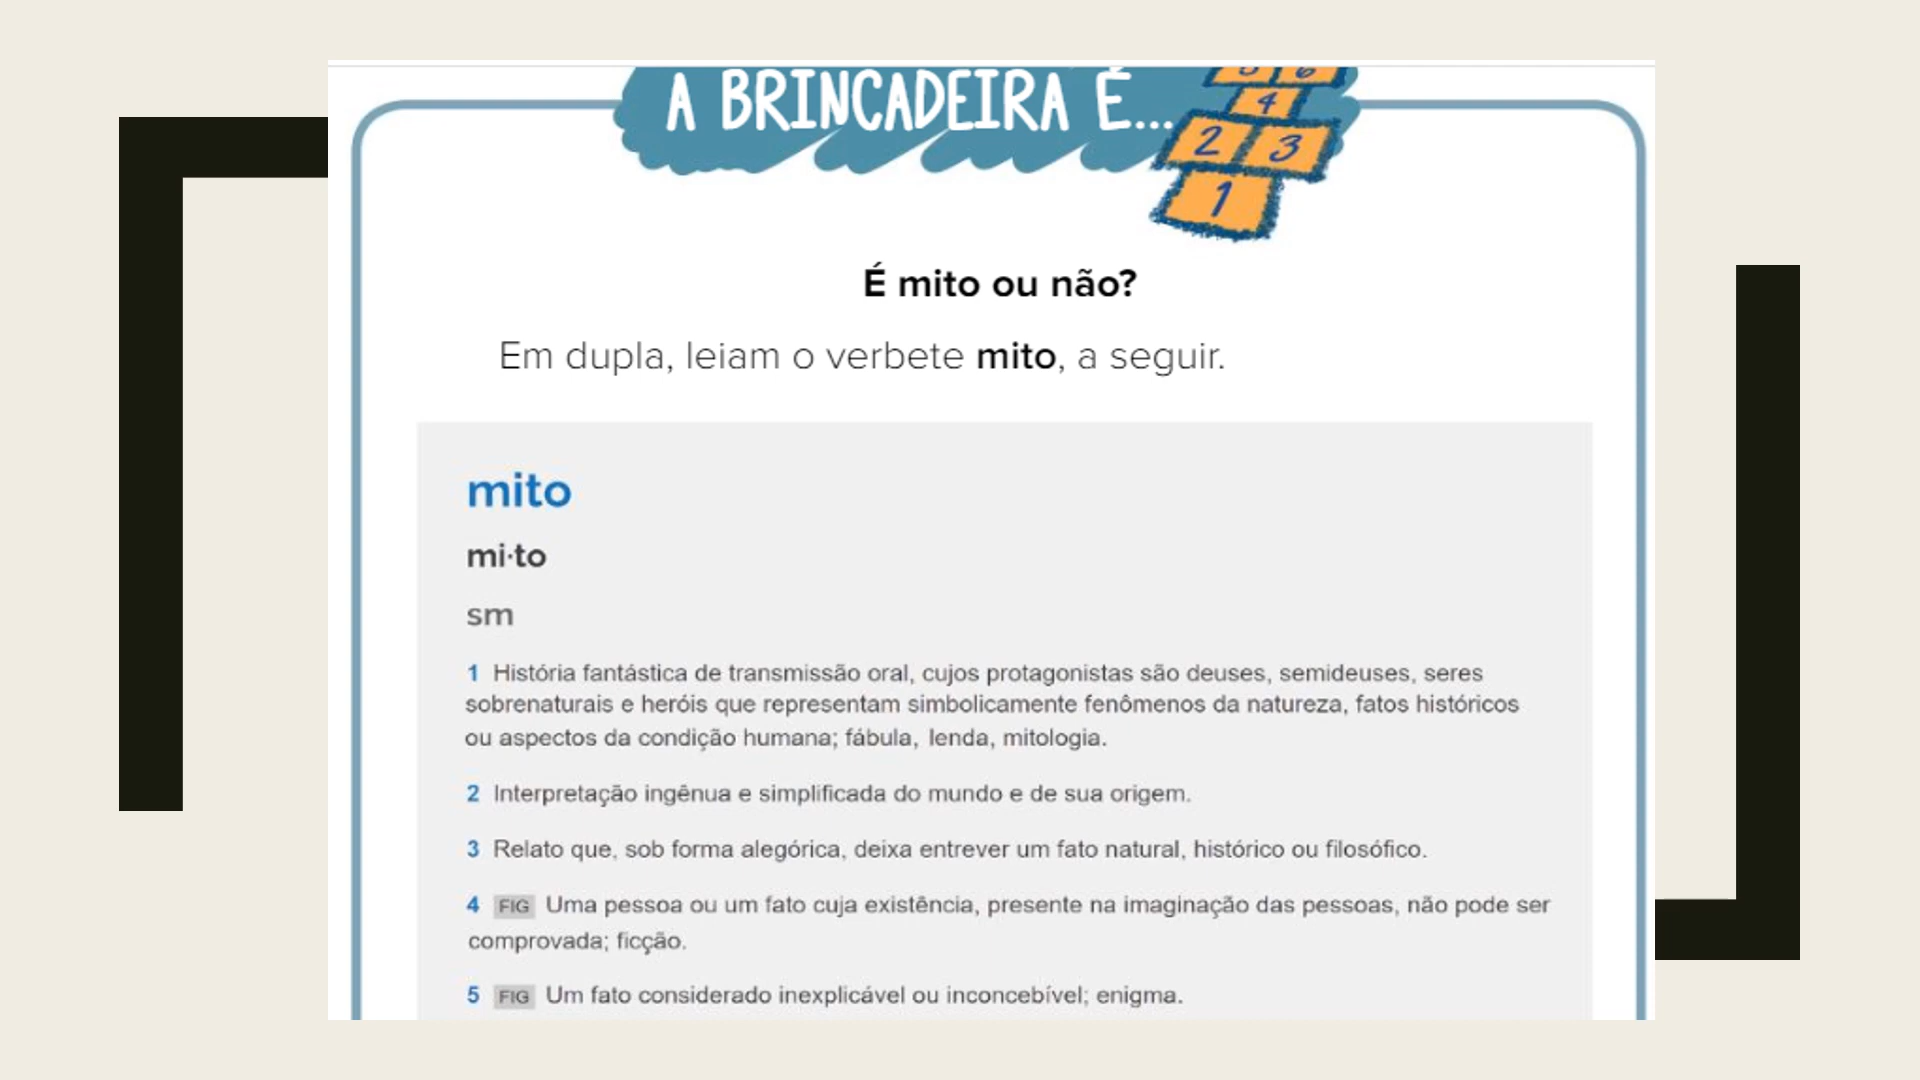 A BRINCADEIRA É...
5 6
4
2 3
1
É mito ou não?
Em dupla, leiam o verbete mito, a seguir.
mito
mi·to
sm
1 História fantástica de transmissão oral, cujos protagonistas são deuses, semideuses, seres
sobrenaturais e heróis que representam simbolicamente fenômenos da natureza, fatos históricos
ou aspectos da condição humana; fábula, lenda, mitologia.
2 Interpretação ingênua e simplificada do mundo e de sua origem.
3 Relato que, sob forma alegórica, deixa entrever um fato natural, histórico ou filosófico.
4 FIG Uma pessoa ou um fato cuja existência, presente na imaginação das pessoas, não pode ser
comprovada; ficção.
5 FIG Um fato considerado inexplicável ou inconcebível; enigma.